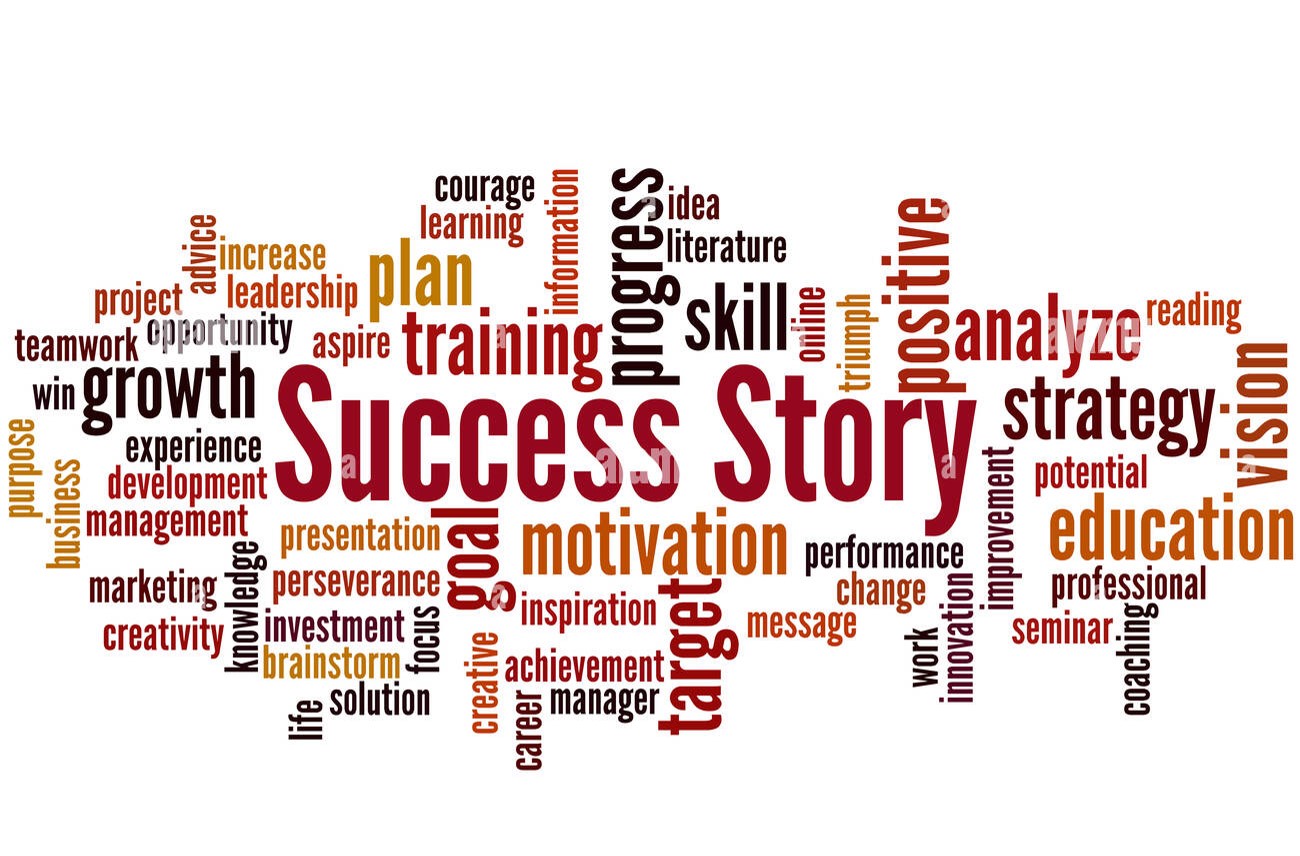 courage
learning
information
progress
idea
literature
advice
increase
leadership
plan
positive
project
opportunity
aspire
training
skill
online
triumph
analyze
reading
teamwork
win
growth
Success Story
strategy
vision
purpose
business
experience
development
management
potential
education
improvement
presentation
goal
motivation
performance
change
professional
marketing
knowledge
perseverance
inspiration
target
message
creativity
investment
focus
brainstorm
creative
achievement
work
innovation
seminar
coaching
life
solution
career
manager